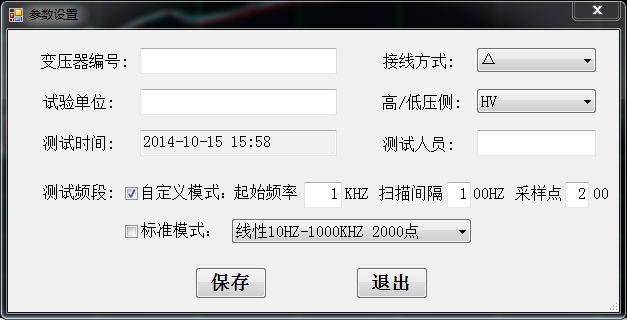 参数设置
变压器编号: 接线方式: △
试验单位: 高/低压侧: HV
测试时间: 2014-10-15 15:58 测试人员:
测试频段: 自定义模式: 起始频率 1 KHZ 扫描间隔 1 00HZ 采样点 2 00
标准模式: 线性10HZ-1000KHZ 2000点
保存 退出